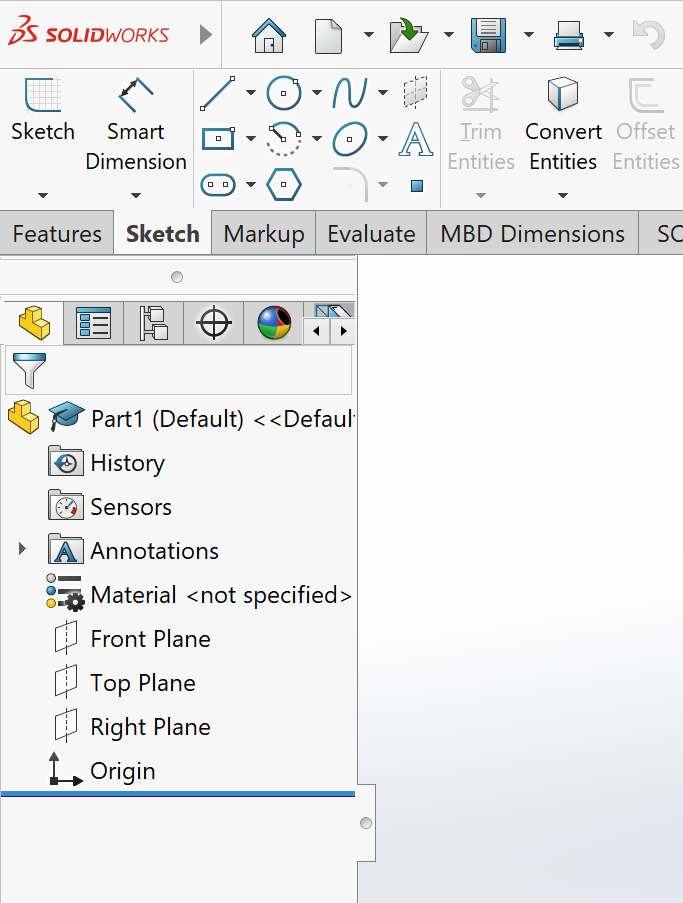 SOLIDWORKS
Sketch
Smart
Dimension
A
Trim
Entities
Convert
Entities
Offset
Entities
Features
Sketch
Markup
Evaluate
MBD Dimensions
SO
Part1 (Default) <<Defaul
History
Sensors
A
Annotations
Material <not specified>
Front Plane
Top Plane
Right Plane
Origin